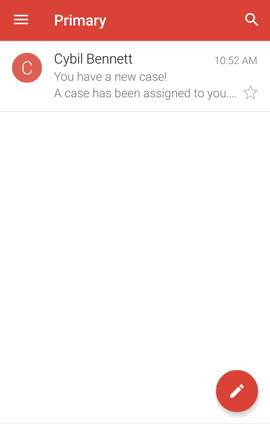 Primary
Cybil Bennett
10:52 AM
C
You have a new case!
A case has been assigned to you....